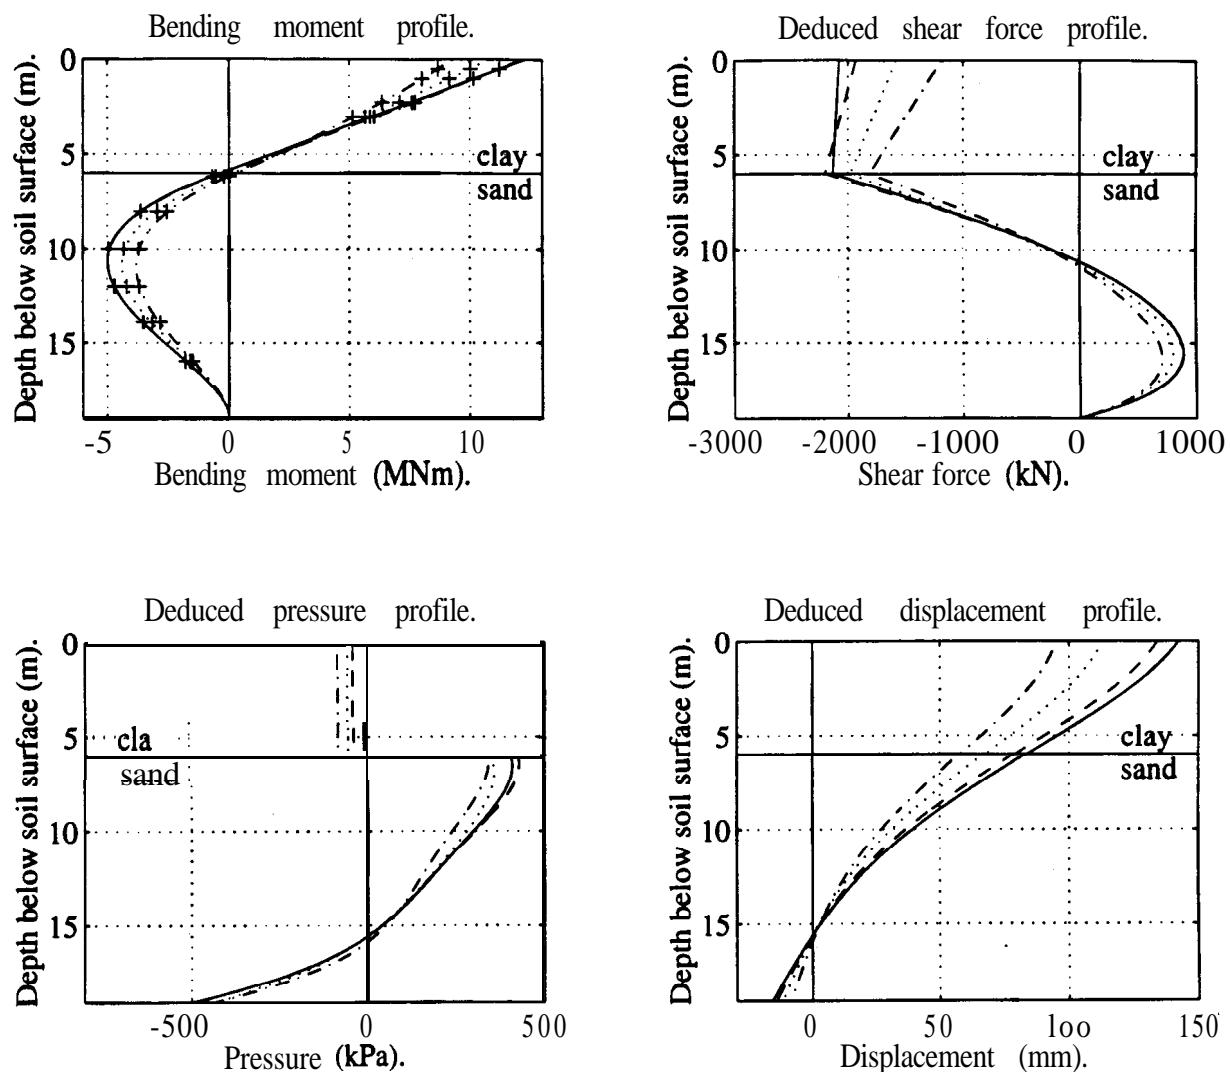 Bending moment profile.
Depth below soil surface (m).
0
5
10
15
clay
sand
-5 0 5 10
Bending moment (MNm).
Deduced shear force profile.
Depth below soil surface (m).
0
5
10
15
clay
sand
-3000 -2000 -1000 0 1000
Shear force (kN).
Deduced pressure profile.
Depth below soil surface (m).
0
5
10
15
cla
sand
-500 0 500
Pressure (kPa).
Deduced displacement profile.
Depth below soil surface (m).
0
5
10
15
clay
sand
0 50 1oo 150
Displacement (mm).